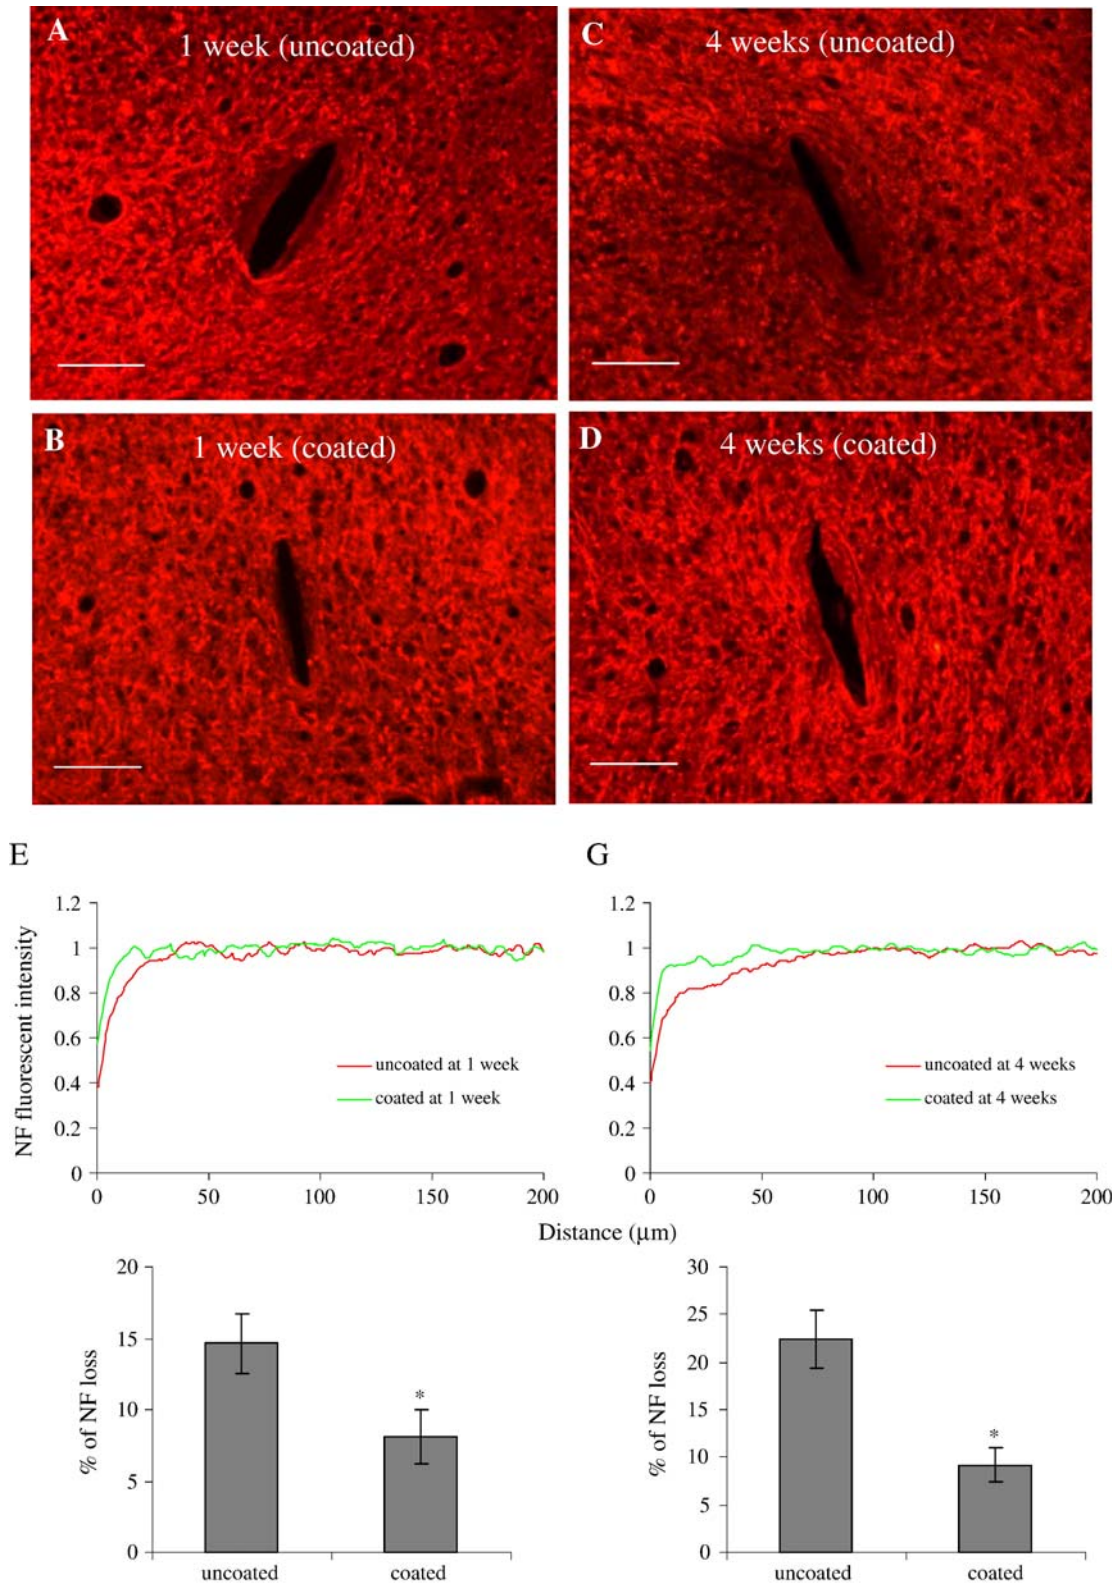 A
1 week (uncoated)
C
4 weeks (uncoated)
B
1 week (coated)
D
4 weeks (coated)
E
NF fluorescent intensity
1.2
1
0.8
0.6
0.4
0.2
0
uncoated at 1 week
coated at 1 week
0 50 100 150 200
G
1.2
1
0.8
0.6
0.4
0.2
0
uncoated at 4 weeks
coated at 4 weeks
0 50 100 150 200
Distance (µm)
% of NF loss
20
15
10
5
0
*
uncoated coated
% of NF loss
30
25
20
15
10
5
0
*
uncoated coated